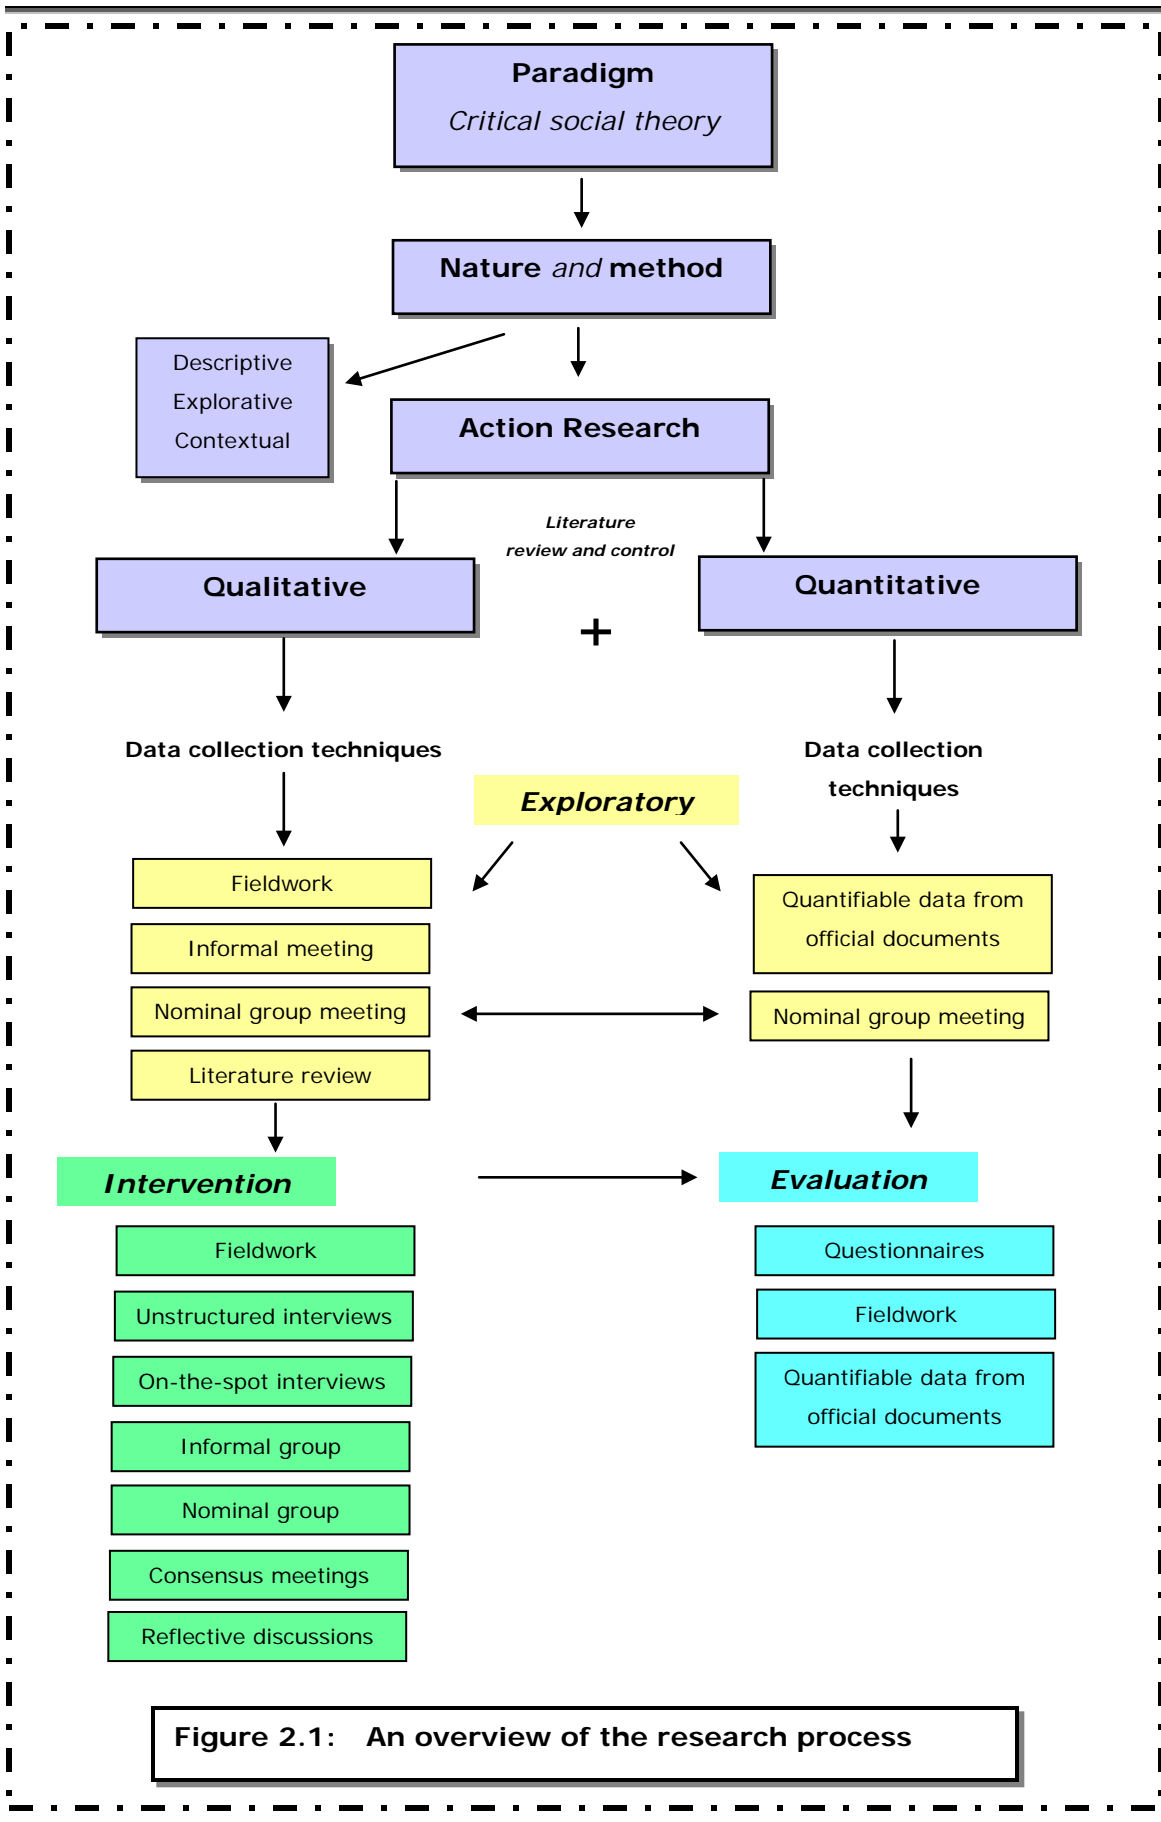 Paradigm
Critical social theory
Nature and method
Descriptive
Explorative
Contextual
Action Research
Literature
review and control
Qualitative
+
Quantitative
Data collection techniques
Data collection
techniques
Exploratory
Fieldwork
Informal meeting
Nominal group meeting
Literature review
Quantifiable data from
official documents
Nominal group meeting
Intervention
Evaluation
Fieldwork
Unstructured interviews
On-the-spot interviews
Informal group
Nominal group
Consensus meetings
Reflective discussions
Questionnaires
Fieldwork
Quantifiable data from
official documents
Figure 2.1: An overview of the research process